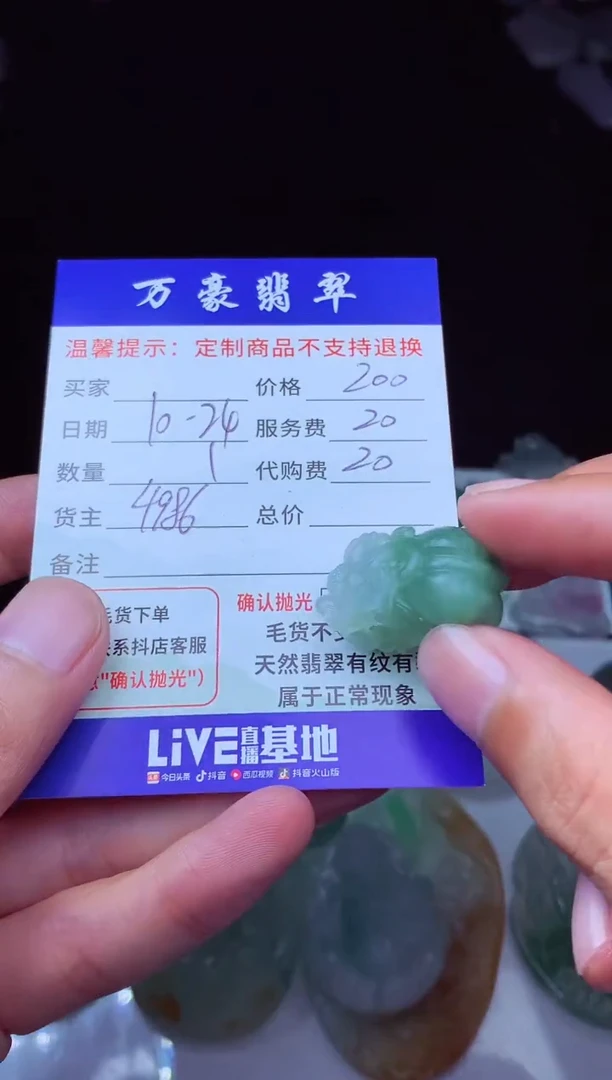 万豪翡翠
温馨提示：定制商品不支持退换
买家 价格 200
日期 10-24 服务费 20
数量 1 代购费 20
货主 4986 总价
备注
货下单
系抖店客服
"确认抛光"）
确认抛光
毛货不
天然翡翠有纹有
属于正常现象
LiVE直播基地
今日头条 抖音 西瓜视频 抖音火山版